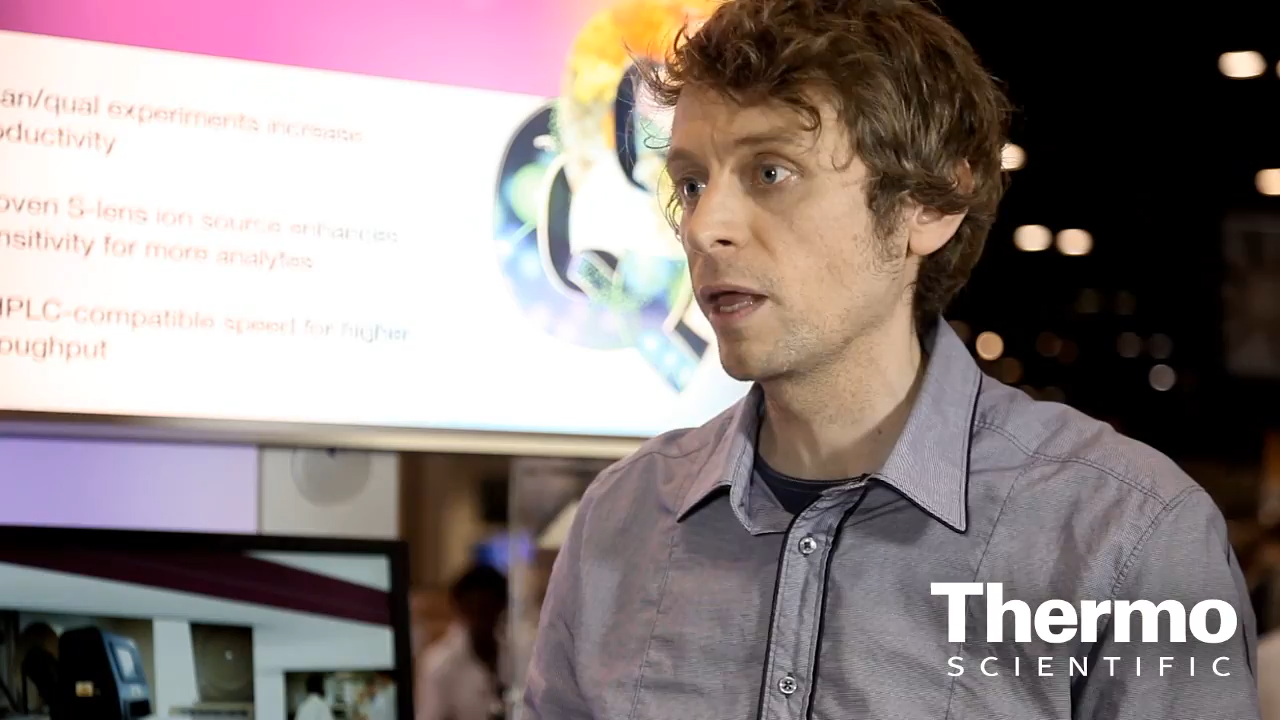 an/qual experiments increase
oductivity
oven S-lens ion source enhances
nsitivity for more analytes
HPLC-compatible speed for higher
oughput
Thermo
SCIENTIFIC